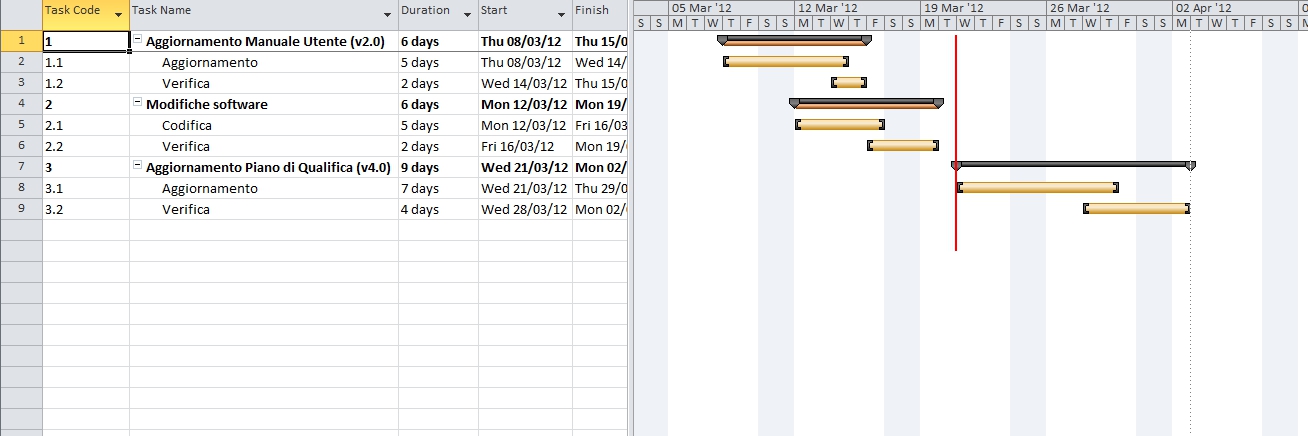 Task Code Task Name Duration Start Finish
05 Mar '12 12 Mar '12 19 Mar '12 26 Mar '12 02 Apr '12 0
S S M T W T F S S M T W T F S S M T W T F S S M T W T F S S M T W T F S S M
1 1 Aggiornamento Manuale Utente (v2.0) 6 days Thu 08/03/12 Thu 15/0
2 1.1 Aggiornamento 5 days Thu 08/03/12 Wed 14/
3 1.2 Verifica 2 days Wed 14/03/12 Thu 15/0
4 2 Modifiche software 6 days Mon 12/03/12 Mon 19/
5 2.1 Codifica 5 days Mon 12/03/12 Fri 16/03
6 2.2 Verifica 2 days Fri 16/03/12 Mon 19/
7 3 Aggiornamento Piano di Qualifica (v4.0) 9 days Wed 21/03/12 Mon 02/
8 3.1 Aggiornamento 7 days Wed 21/03/12 Thu 29/0
9 3.2 Verifica 4 days Wed 28/03/12 Mon 02/